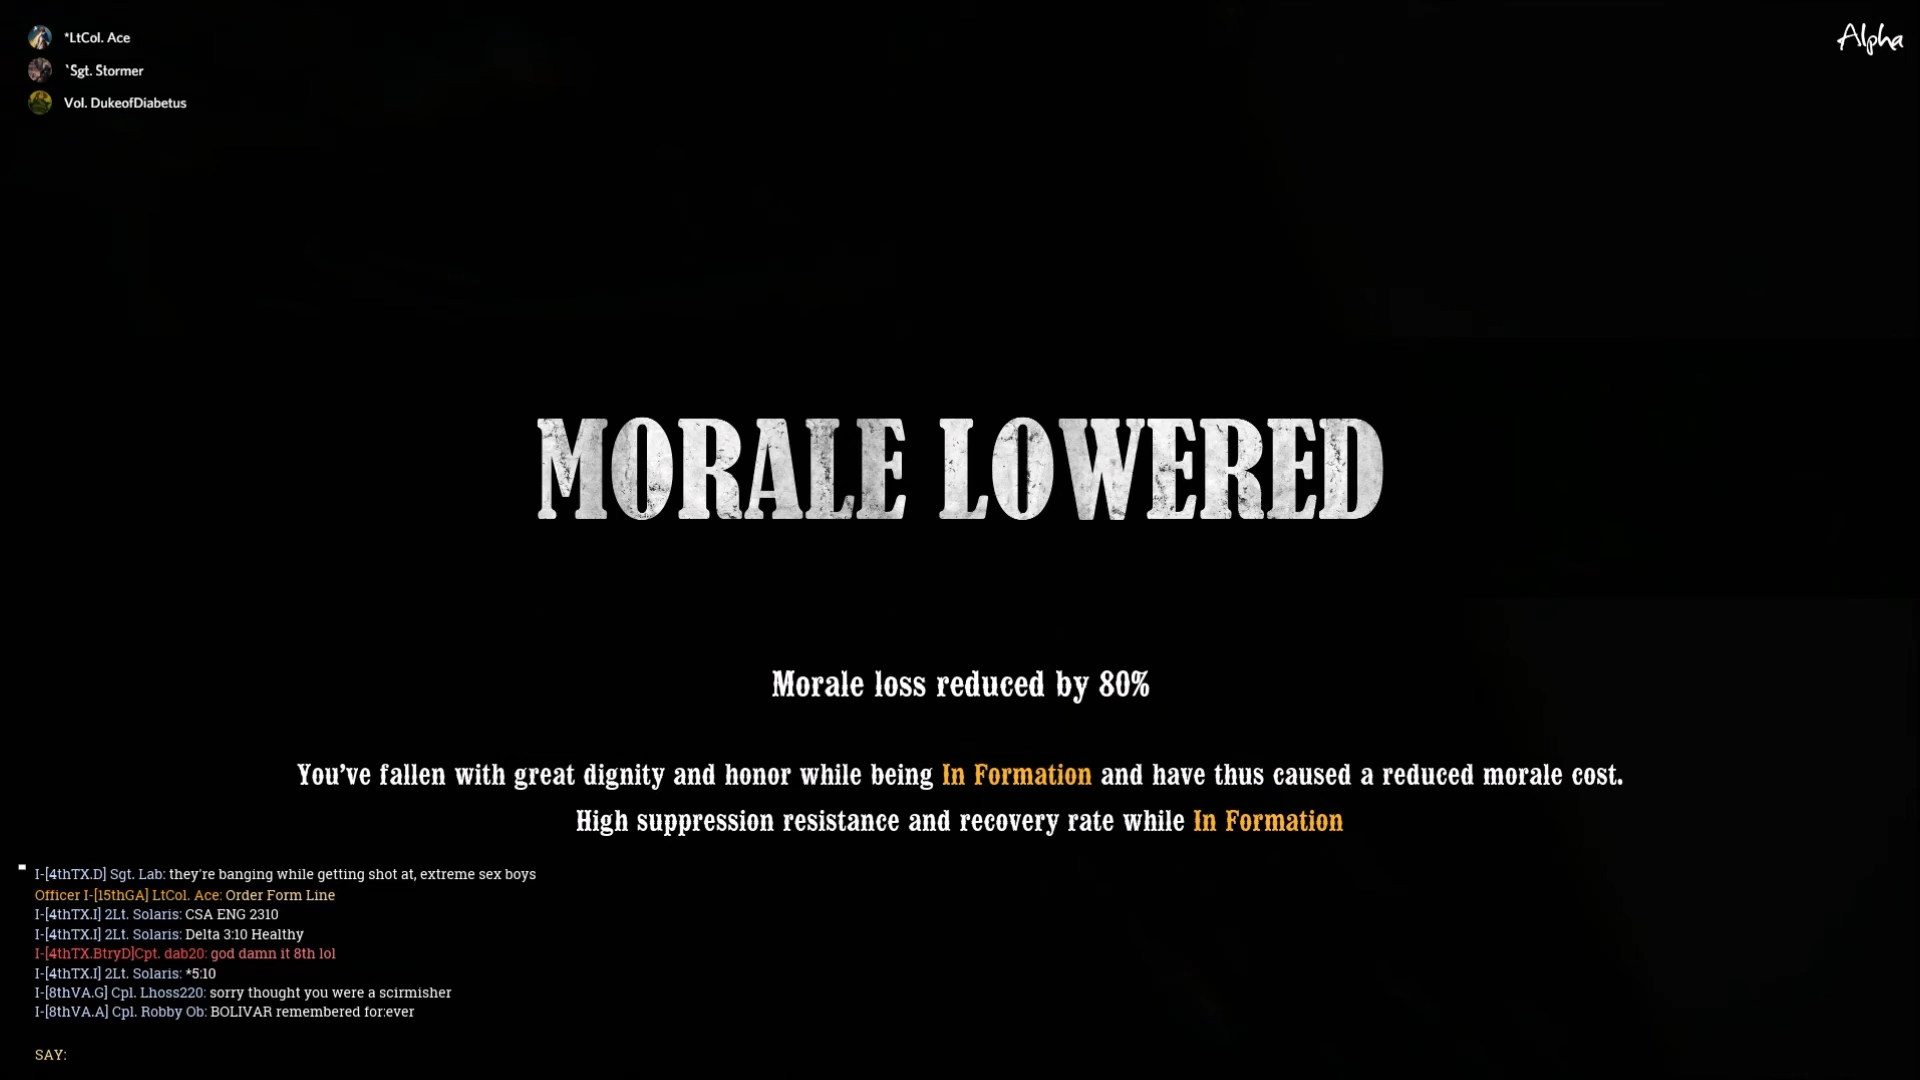 *LtCol. Ace
`Sgt. Stormer
Vol. DukeofDiabetus
Alpha
MORALE LOWERED
Morale loss reduced by 80%
You've fallen with great dignity and honor while being In Formation and have thus caused a reduced morale cost.
High suppression resistance and recovery rate while In Formation
I-[4thTX.D] Sgt. Lab: they're banging while getting shot at, extreme sex boys
Officer I-[15thGA] LtCol. Ace: Order Form Line
I-[4thTX.I] 2Lt. Solaris: CSA ENG 2310
I-[4thTX.I] 2Lt. Solaris: Delta 3:10 Healthy
I-[4thTX.BtryD]Cpt. dab20: god damn it 8th lol
I-[4thTX.I] 2Lt. Solaris: *5:10
I-[8thVA.G] Cpl. Lhoss220: sorry thought you were a scirmisher
I-[8thVA.A] Cpl. Robby Ob: BOLIVAR remembered for:ever
SAY: